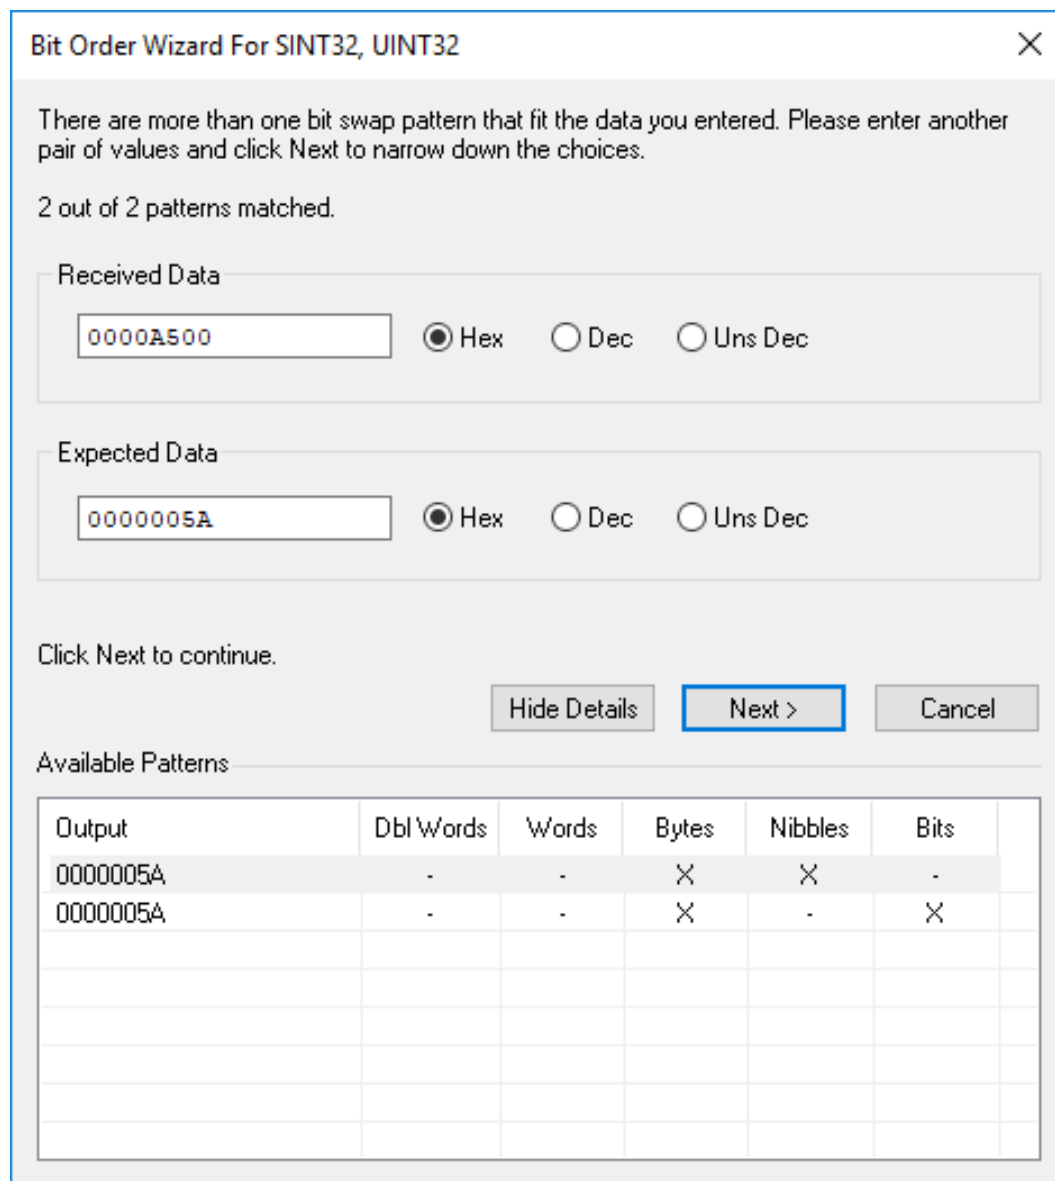 Bit Order Wizard For SINT32, UINT32
There are more than one bit swap pattern that fit the data you entered. Please enter another
pair of values and click Next to narrow down the choices.
2 out of 2 patterns matched.
Received Data
0000A500 Hex Dec Uns Dec
Expected Data
0000005A Hex Dec Uns Dec
Click Next to continue.
Hide Details Next > Cancel
Available Patterns
Output Dbl Words Words Bytes Nibbles Bits
0000005A - - X X -
0000005A - - X - X